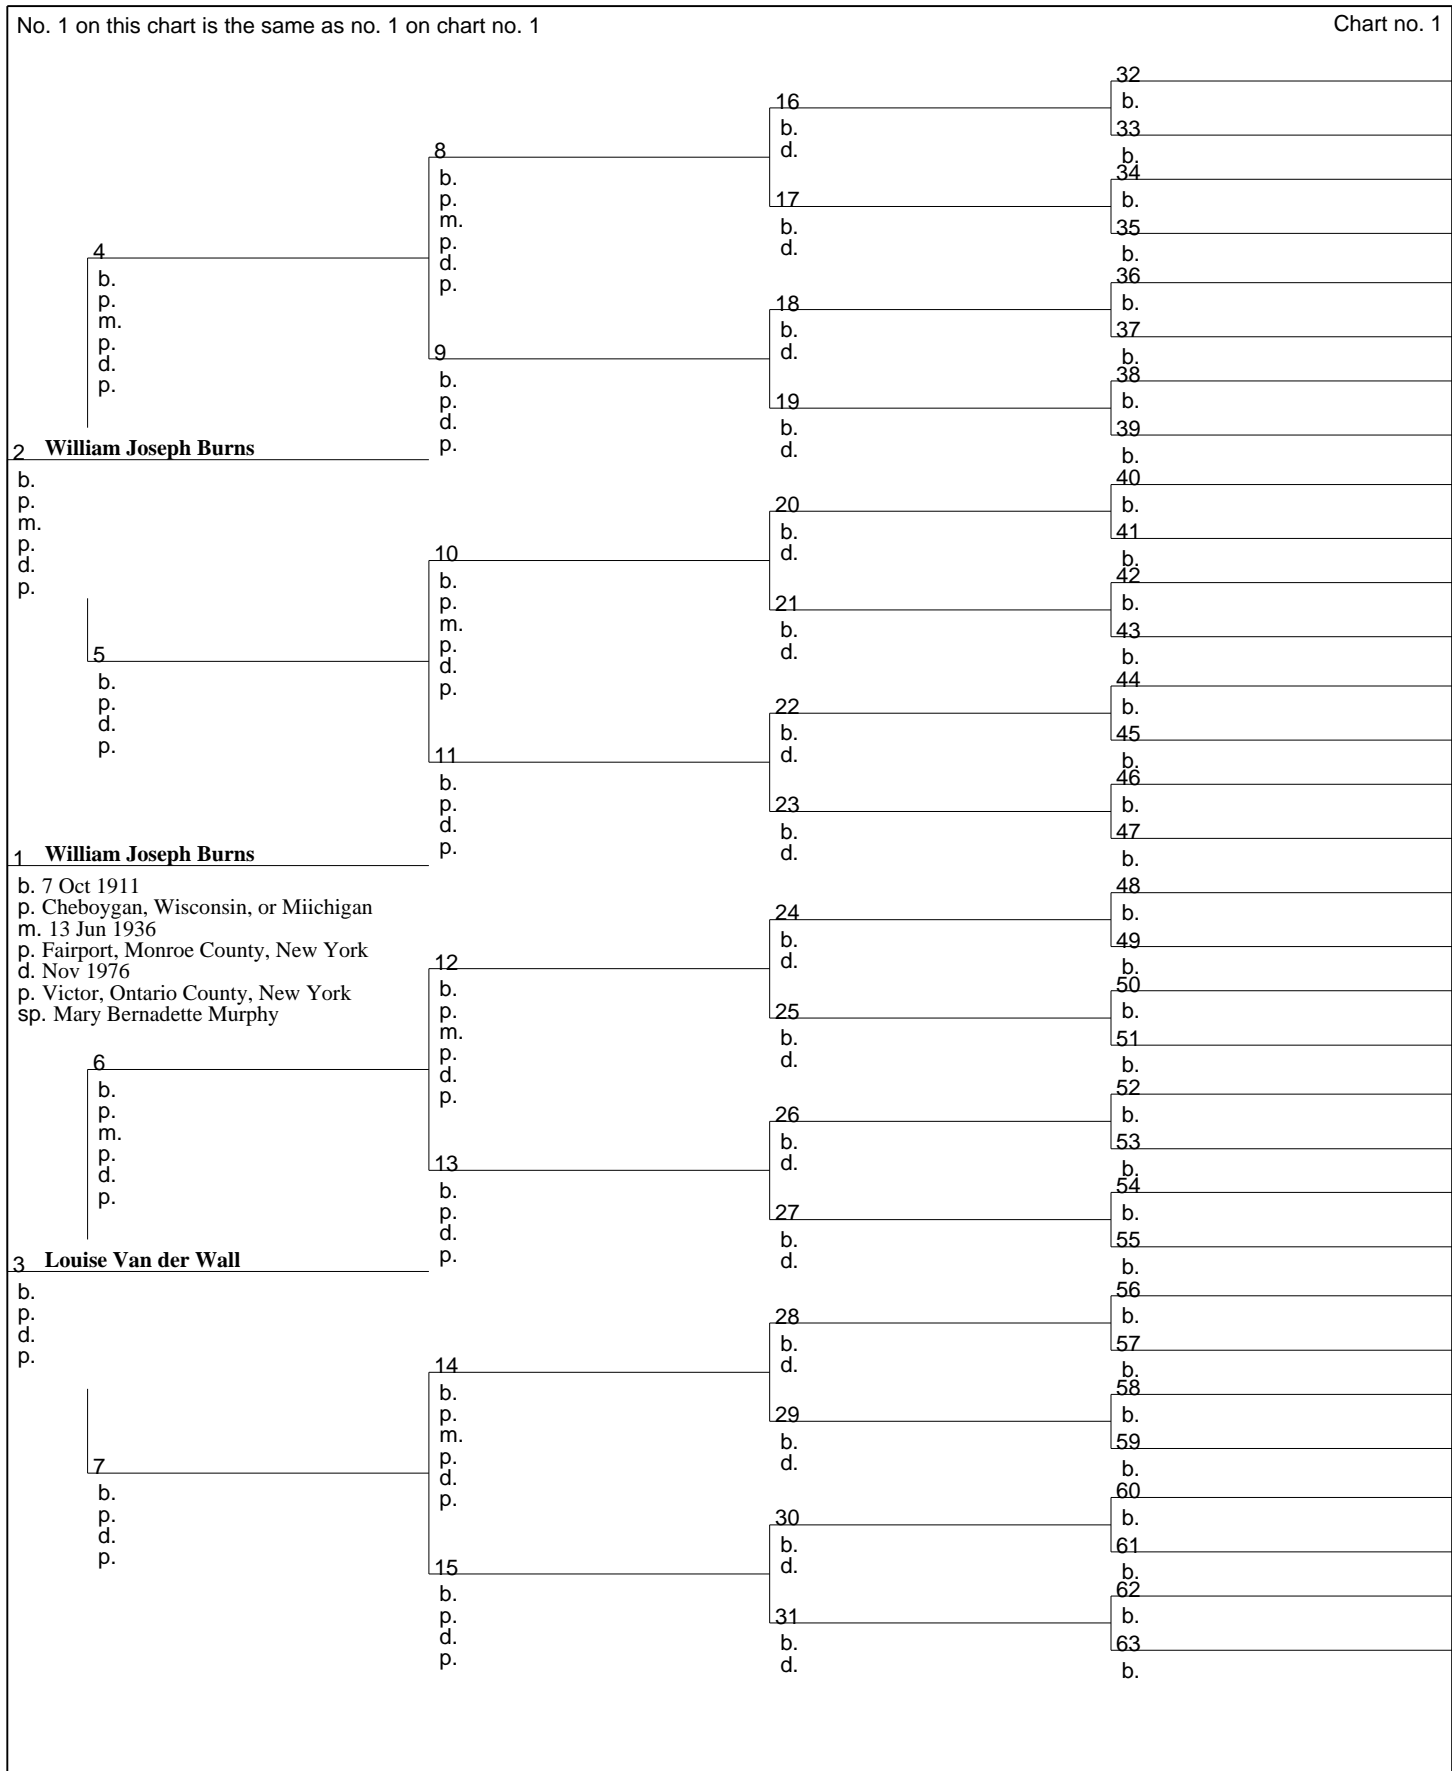 No. 1 on this chart is the same as no. 1 on chart no. 1
Chart no. 1
4
b.
p.
m.
p.
d.
p.
2 William Joseph Burns
b.
p.
m.
p.
d.
p.
5
b.
p.
d.
p.
1 William Joseph Burns
b. 7 Oct 1911
p. Cheboygan, Wisconsin, or Miichigan
m. 13 Jun 1936
p. Fairport, Monroe County, New York
d. Nov 1976
p. Victor, Ontario County, New York
sp. Mary Bernadette Murphy
6
b.
p.
m.
p.
d.
p.
3 Louise Van der Wall
b.
p.
d.
p.
7
b.
p.
d.
p.
8
b.
p.
m.
p.
d.
p.
9
b.
p.
d.
p.
10
b.
p.
m.
p.
d.
p.
11
b.
p.
d.
p.
12
b.
p.
m.
p.
d.
p.
13
b.
p.
d.
p.
14
b.
p.
m.
p.
d.
p.
15
b.
p.
d.
p.
16
b.
d.
17
b.
d.
18
b.
d.
19
b.
d.
20
b.
d.
21
b.
d.
22
b.
d.
23
b.
d.
24
b.
d.
25
b.
d.
26
b.
d.
27
b.
d.
28
b.
d.
29
b.
d.
30
b.
d.
31
b.
d.
32
b.
33
b.
34
b.
35
b.
36
b.
37
b.
38
b.
39
b.
40
b.
41
b.
42
b.
43
b.
44
b.
45
b.
46
b.
47
b.
48
b.
49
b.
50
b.
51
b.
52
b.
53
b.
54
b.
55
b.
56
b.
57
b.
58
b.
59
b.
60
b.
61
b.
62
b.
63
b.